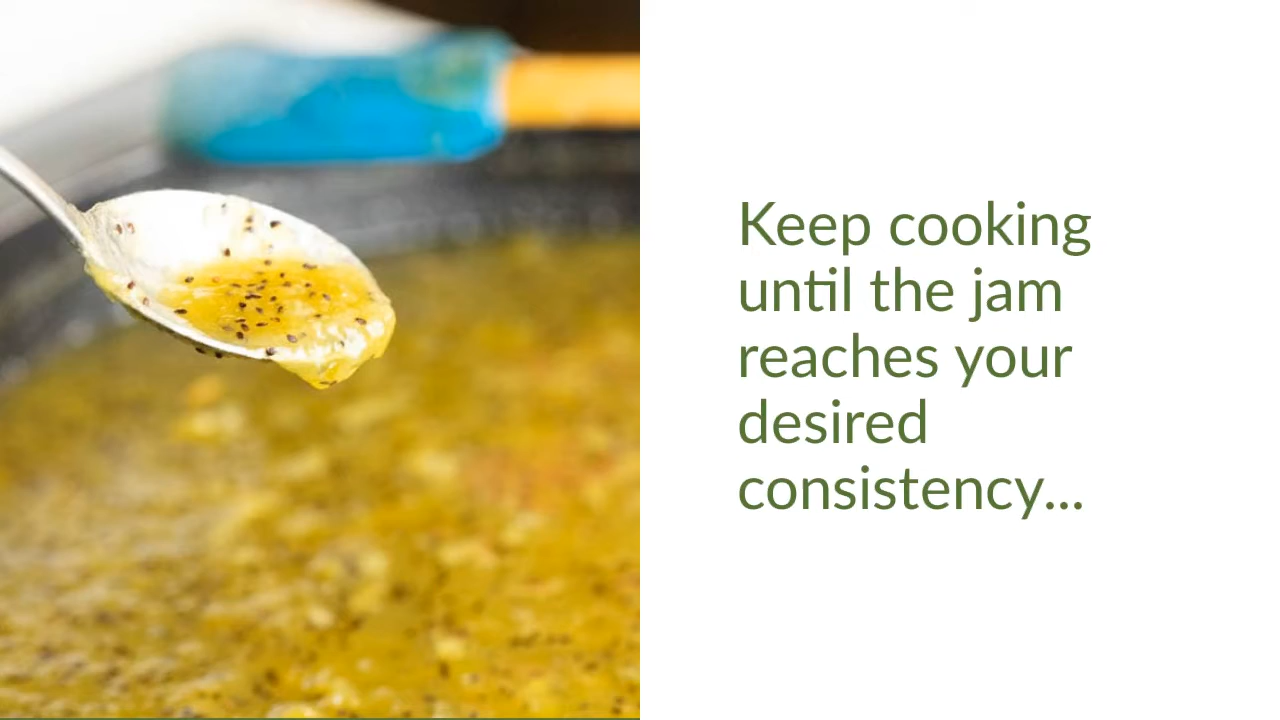 Keep cooking
until the jam
reaches your
desired
consistency...